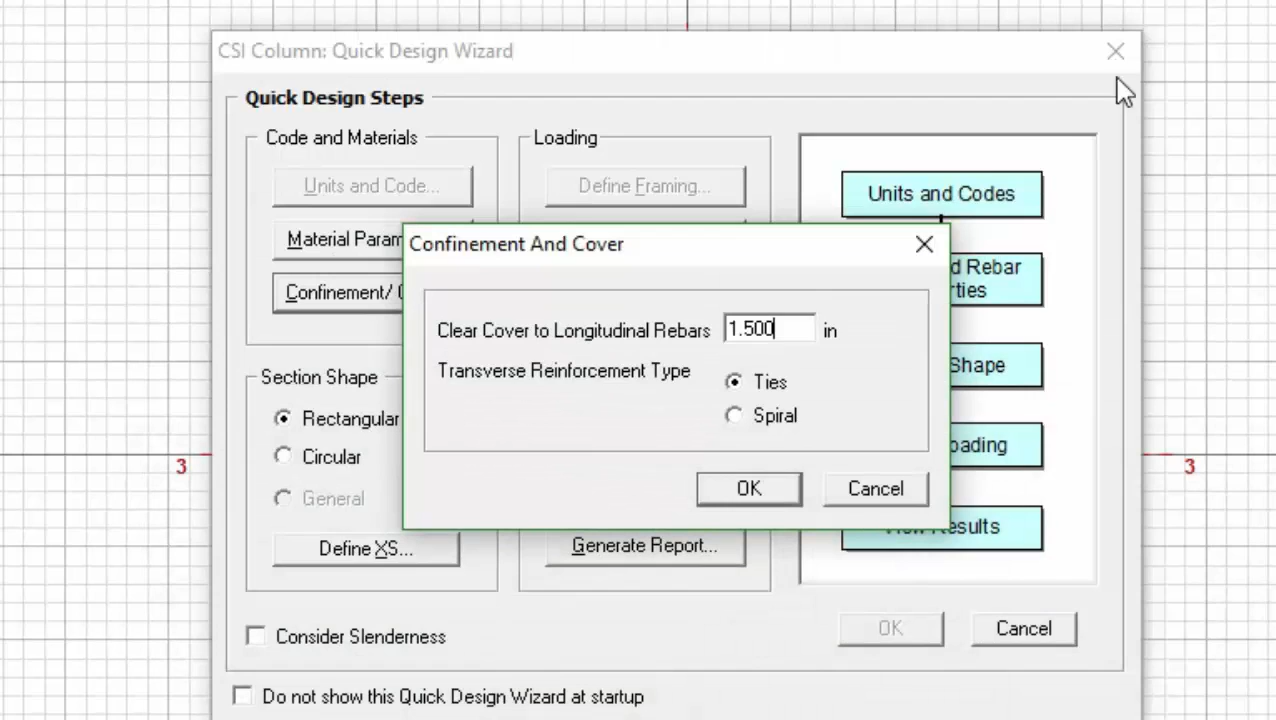 CSI Column: Quick Design Wizard
Quick Design Steps
Code and Materials
Loading
Units and Code...
Define Framing...
Units and Codes
Material Param
Confinement And Cover
d Rebar
rties
Confinement/
Clear Cover to Longitudinal Rebars 1.500 in
Transverse Reinforcement Type
Ties
Spiral
Section Shape
Shape
Rectangular
Circular
oading
3
3
General
OK
Cancel
Define XS...
Generate Report...
View Results
Consider Slenderness
OK
Cancel
Do not show this Quick Design Wizard at startup